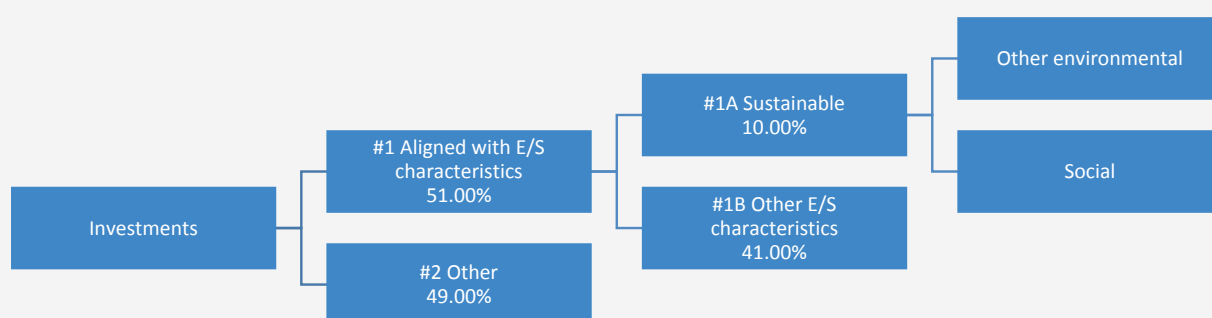 Other environmental
#1A Sustainable
10.00%
#1 Aligned with E/S
characteristics
51.00%
Social
Investments
#1B Other E/S
characteristics
41.00%
#2 Other
49.00%